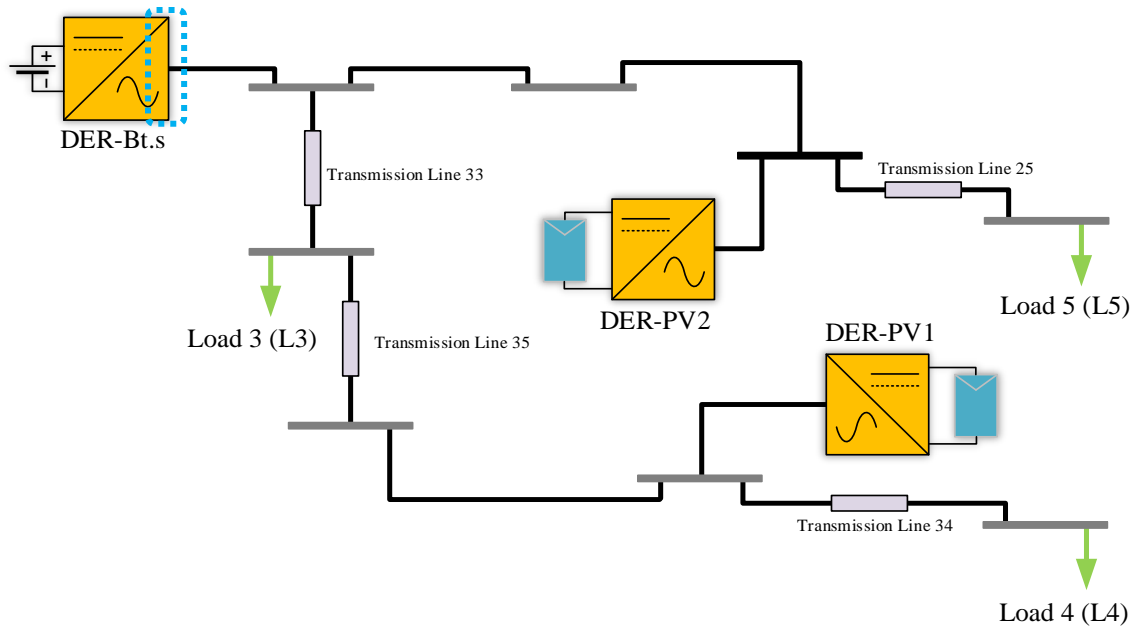 +
−
DER-Bt.s
Transmission Line 33
Transmission Line 25
DER-PV2
Load 5 (L5)
DER-PV1
Load 3 (L3)
Transmission Line 35
Transmission Line 34
Load 4 (L4)